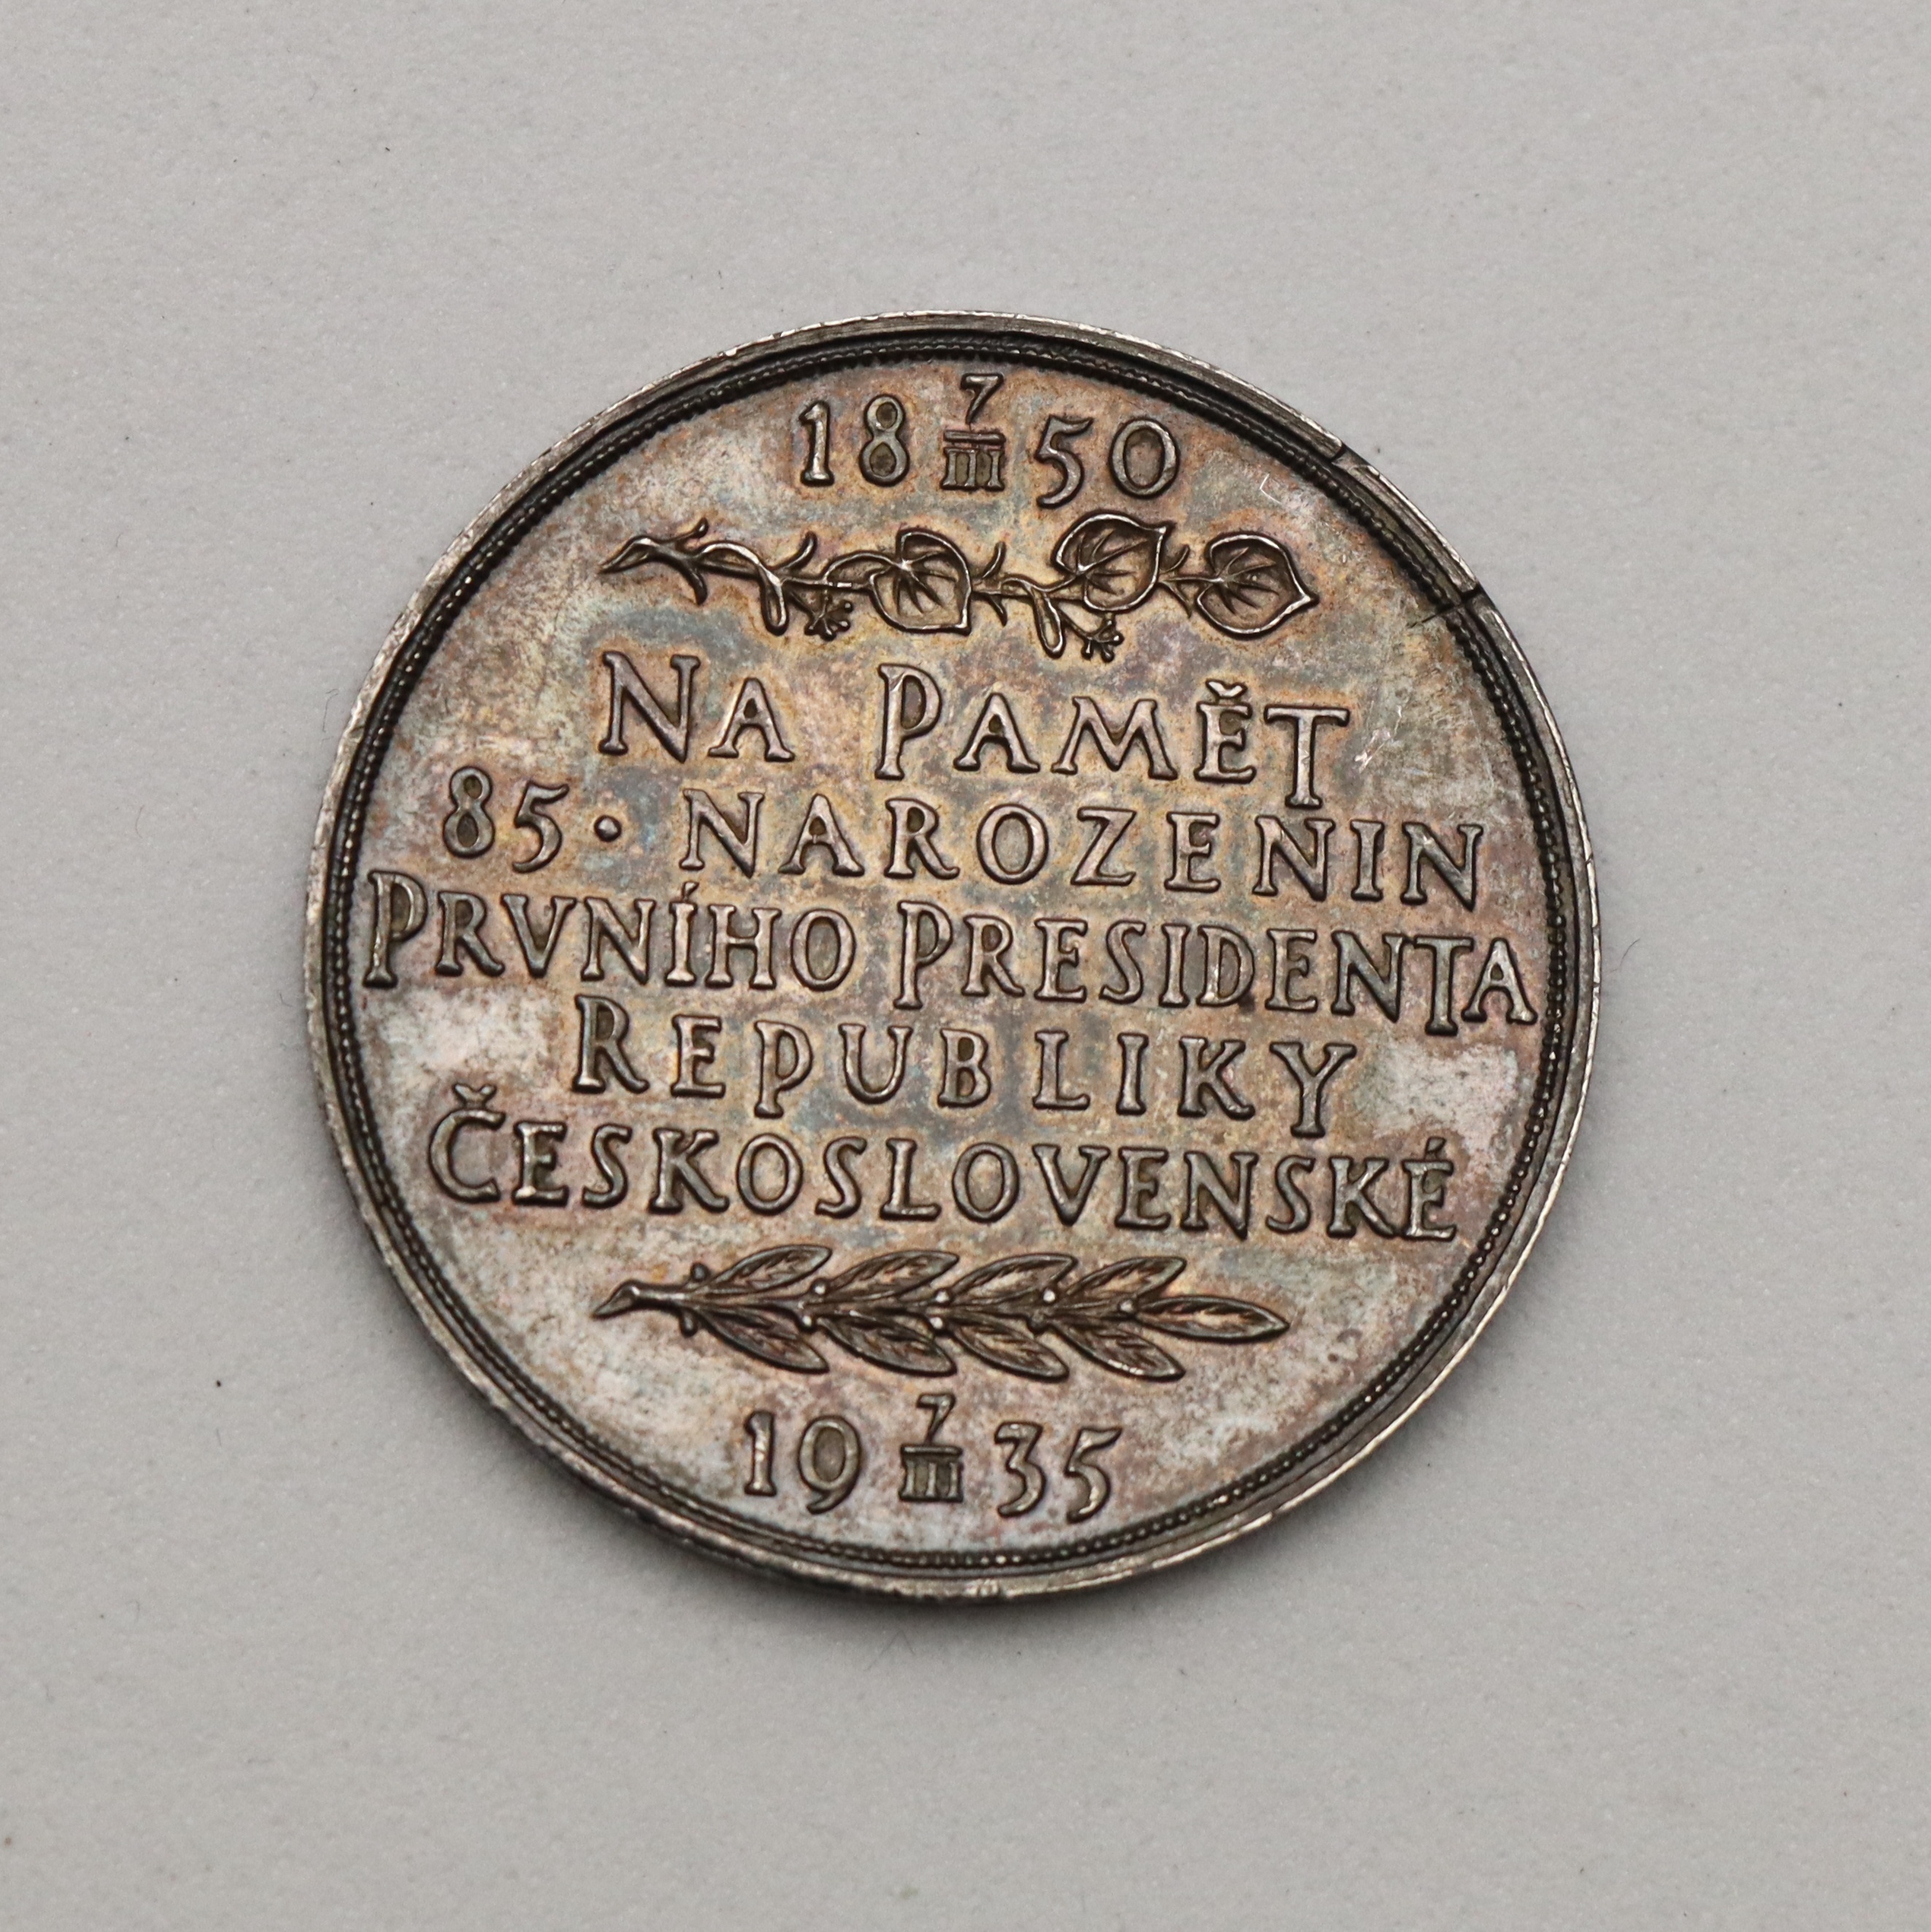 18 7/III 50
NA PAMĚT
85· NAROZENIN
PRVNÍHO PRESIDENTA
REPUBLIKY
ČESKOSLOVENSKÉ
19 7/III 35